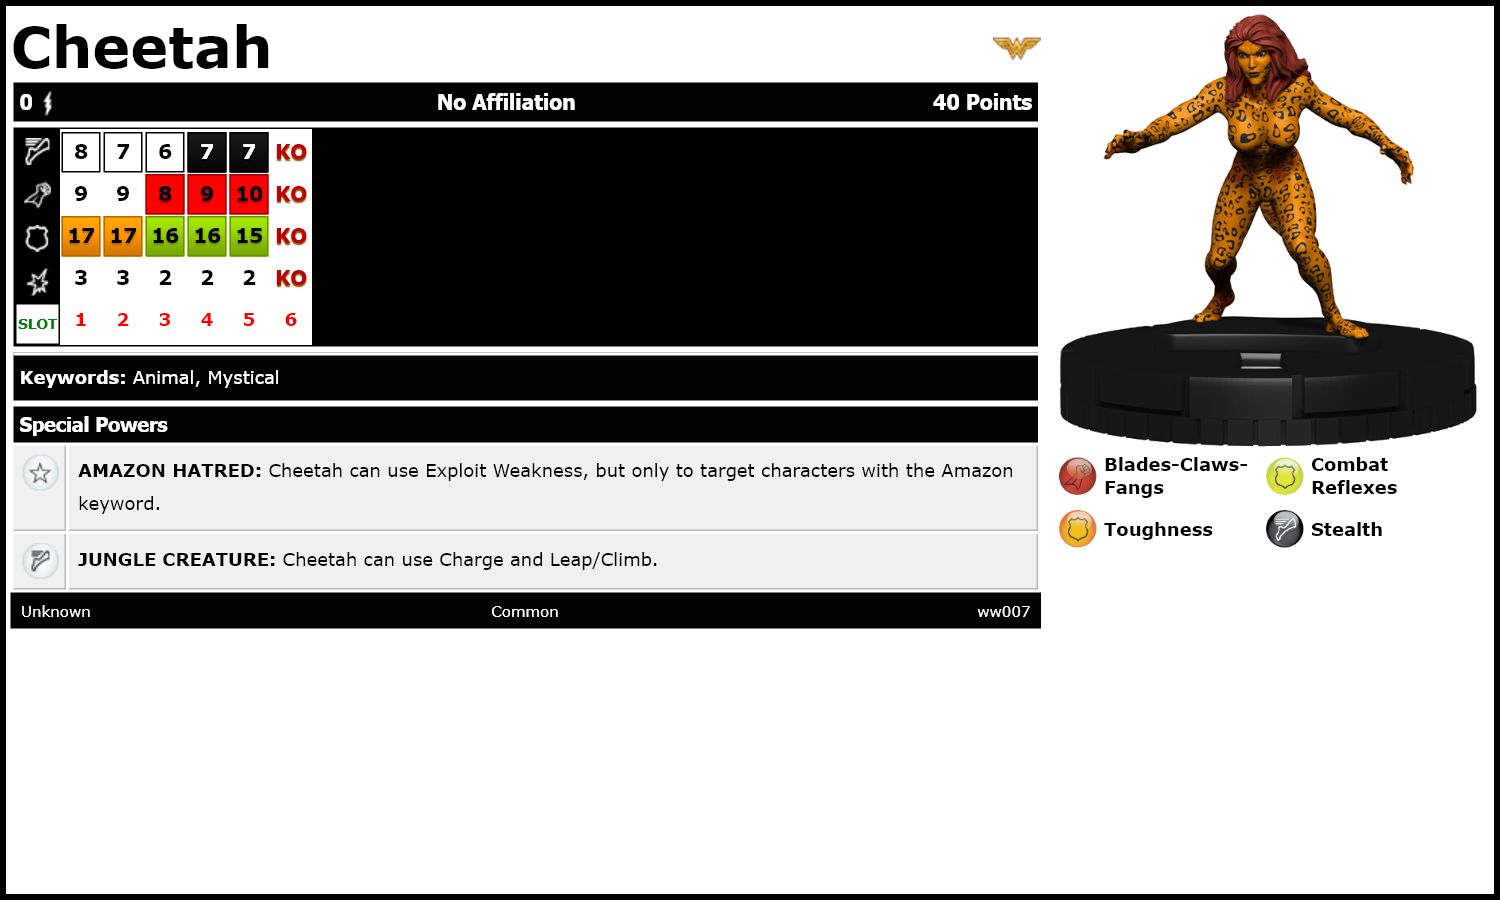 Cheetah
0 No Affiliation 40 Points
8 7 6 7 7 KO
9 9 8 9 10 KO
17 17 16 16 15 KO
3 3 2 2 2 KO
SLOT 1 2 3 4 5 6
Keywords: Animal, Mystical
Special Powers
AMAZON HATRED: Cheetah can use Exploit Weakness, but only to target characters with the Amazon
keyword.
JUNGLE CREATURE: Cheetah can use Charge and Leap/Climb.
Unknown Common ww007
Blades-Claws-
Fangs
Combat
Reflexes
Toughness
Stealth